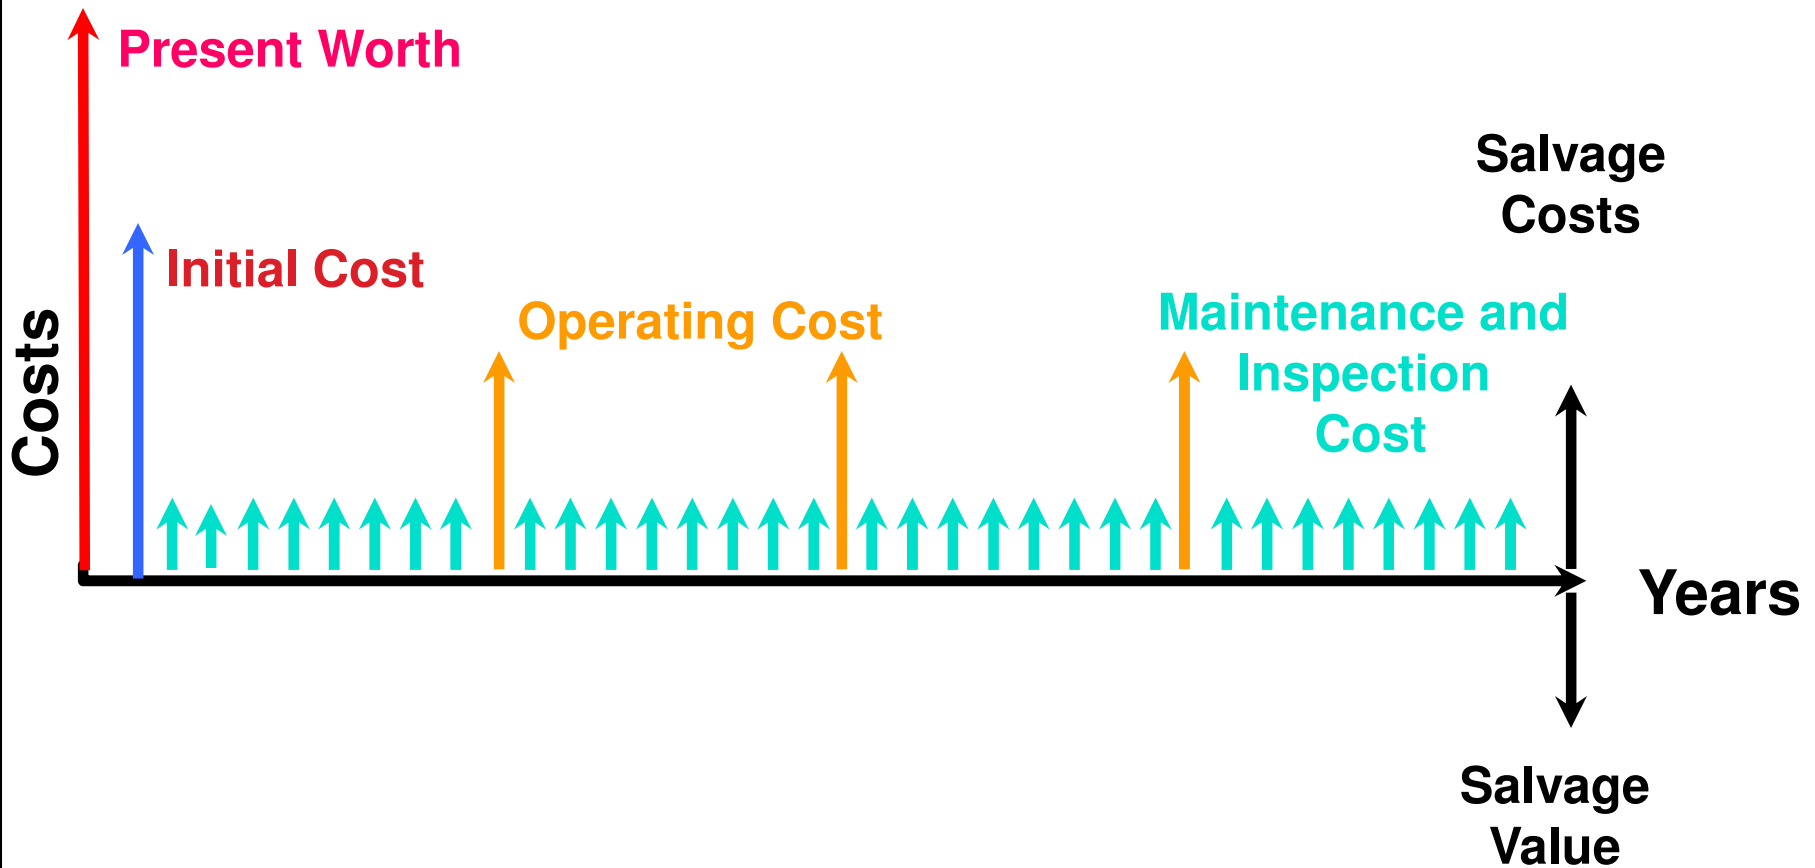 Present Worth
Salvage
Costs
Initial Cost
Operating Cost
Maintenance and
Inspection
Cost
Costs
Years
Salvage
Value